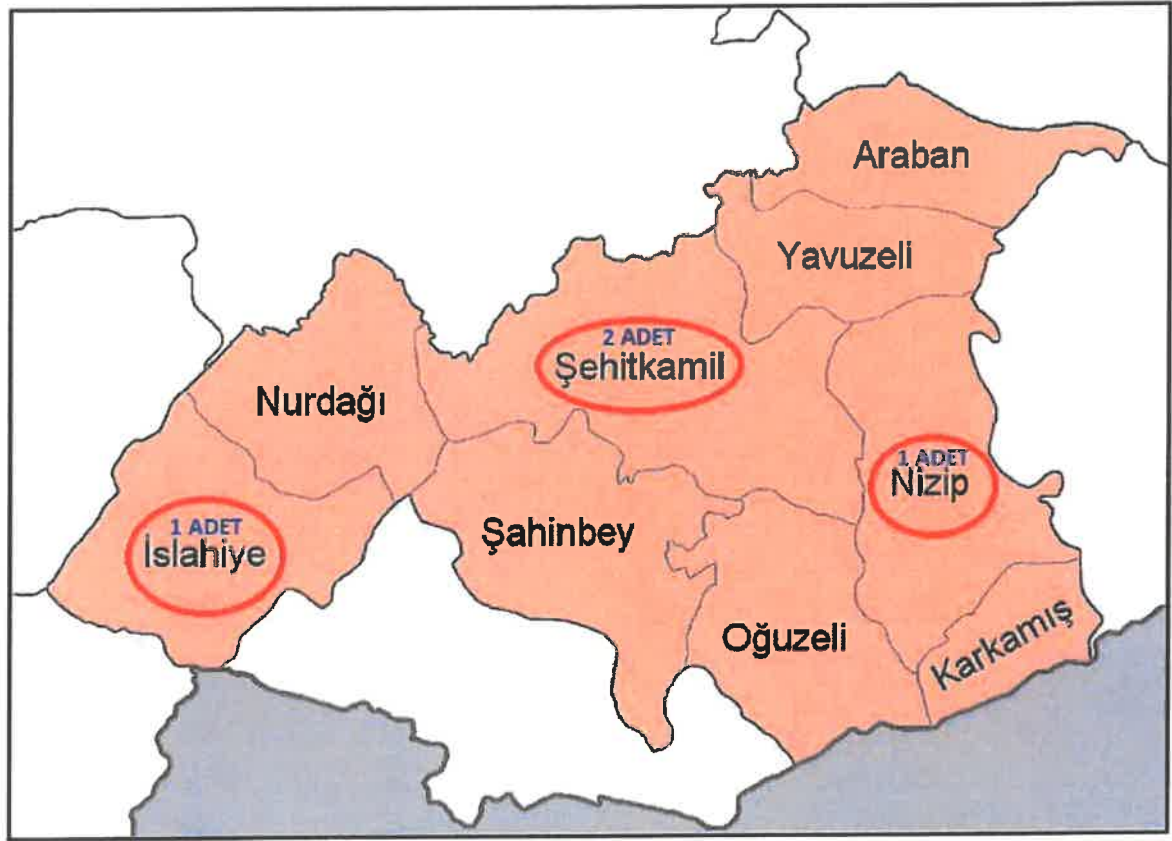 Araban
Yavuzeli
2 ADET
Şehitkamil
Nurdağı
1 ADET
Nizip
Şahinbey
1 ADET
İslahiye
Oğuzeli
Karkamış